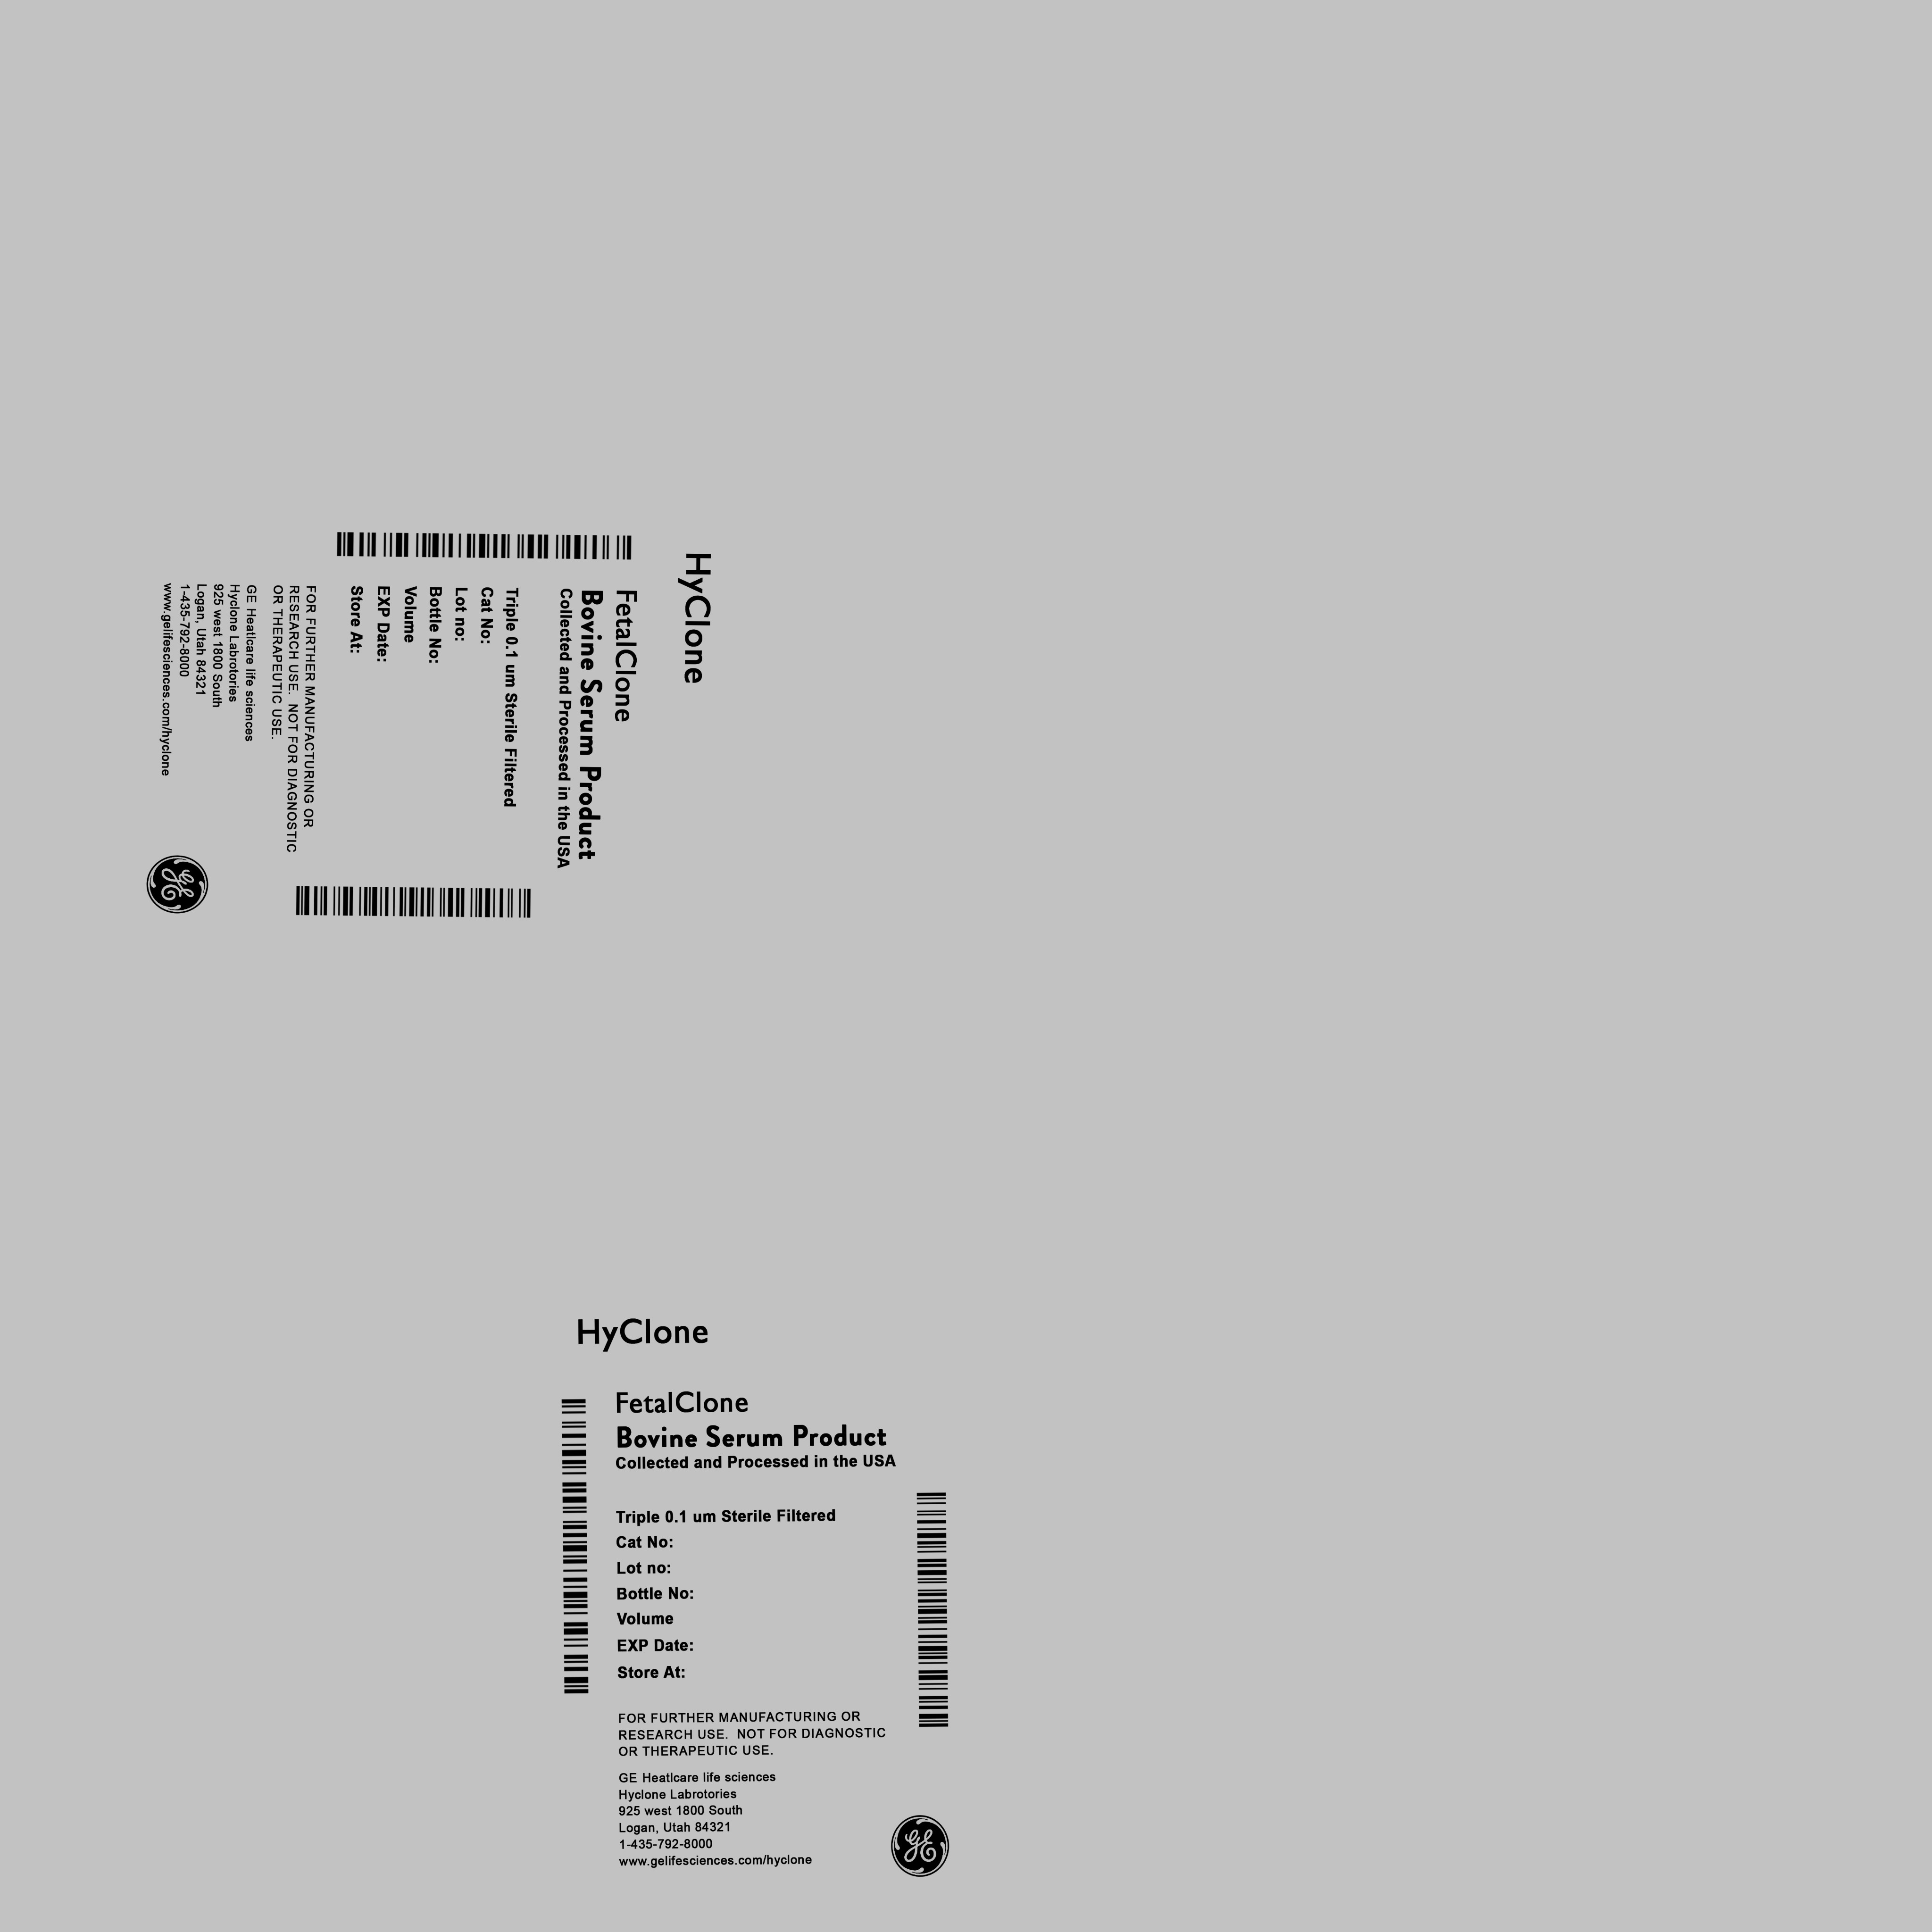 HyClone
FetalClone
Bovine Serum Product
Collected and Processed in the USA
Triple 0.1 um Sterile Filtered
Cat No:
Lot no:
Bottle No:
Volume
EXP Date:
Store At:
FOR FURTHER MANUFACTURING OR
RESEARCH USE.  NOT FOR DIAGNOSTIC
OR THERAPEUTIC USE.
GE Heatlcare life sciences
Hyclone Labrotories
925 west 1800 South
Logan, Utah 84321
1-435-792-8000
www.gelifesciences.com/hyclone
GE
HyClone
FetalClone
Bovine Serum Product
Collected and Processed in the USA
Triple 0.1 um Sterile Filtered
Cat No:
Lot no:
Bottle No:
Volume
EXP Date:
Store At:
FOR FURTHER MANUFACTURING OR
RESEARCH USE.  NOT FOR DIAGNOSTIC
OR THERAPEUTIC USE.
GE Heatlcare life sciences
Hyclone Labrotories
925 west 1800 South
Logan, Utah 84321
1-435-792-8000
www.gelifesciences.com/hyclone
GE